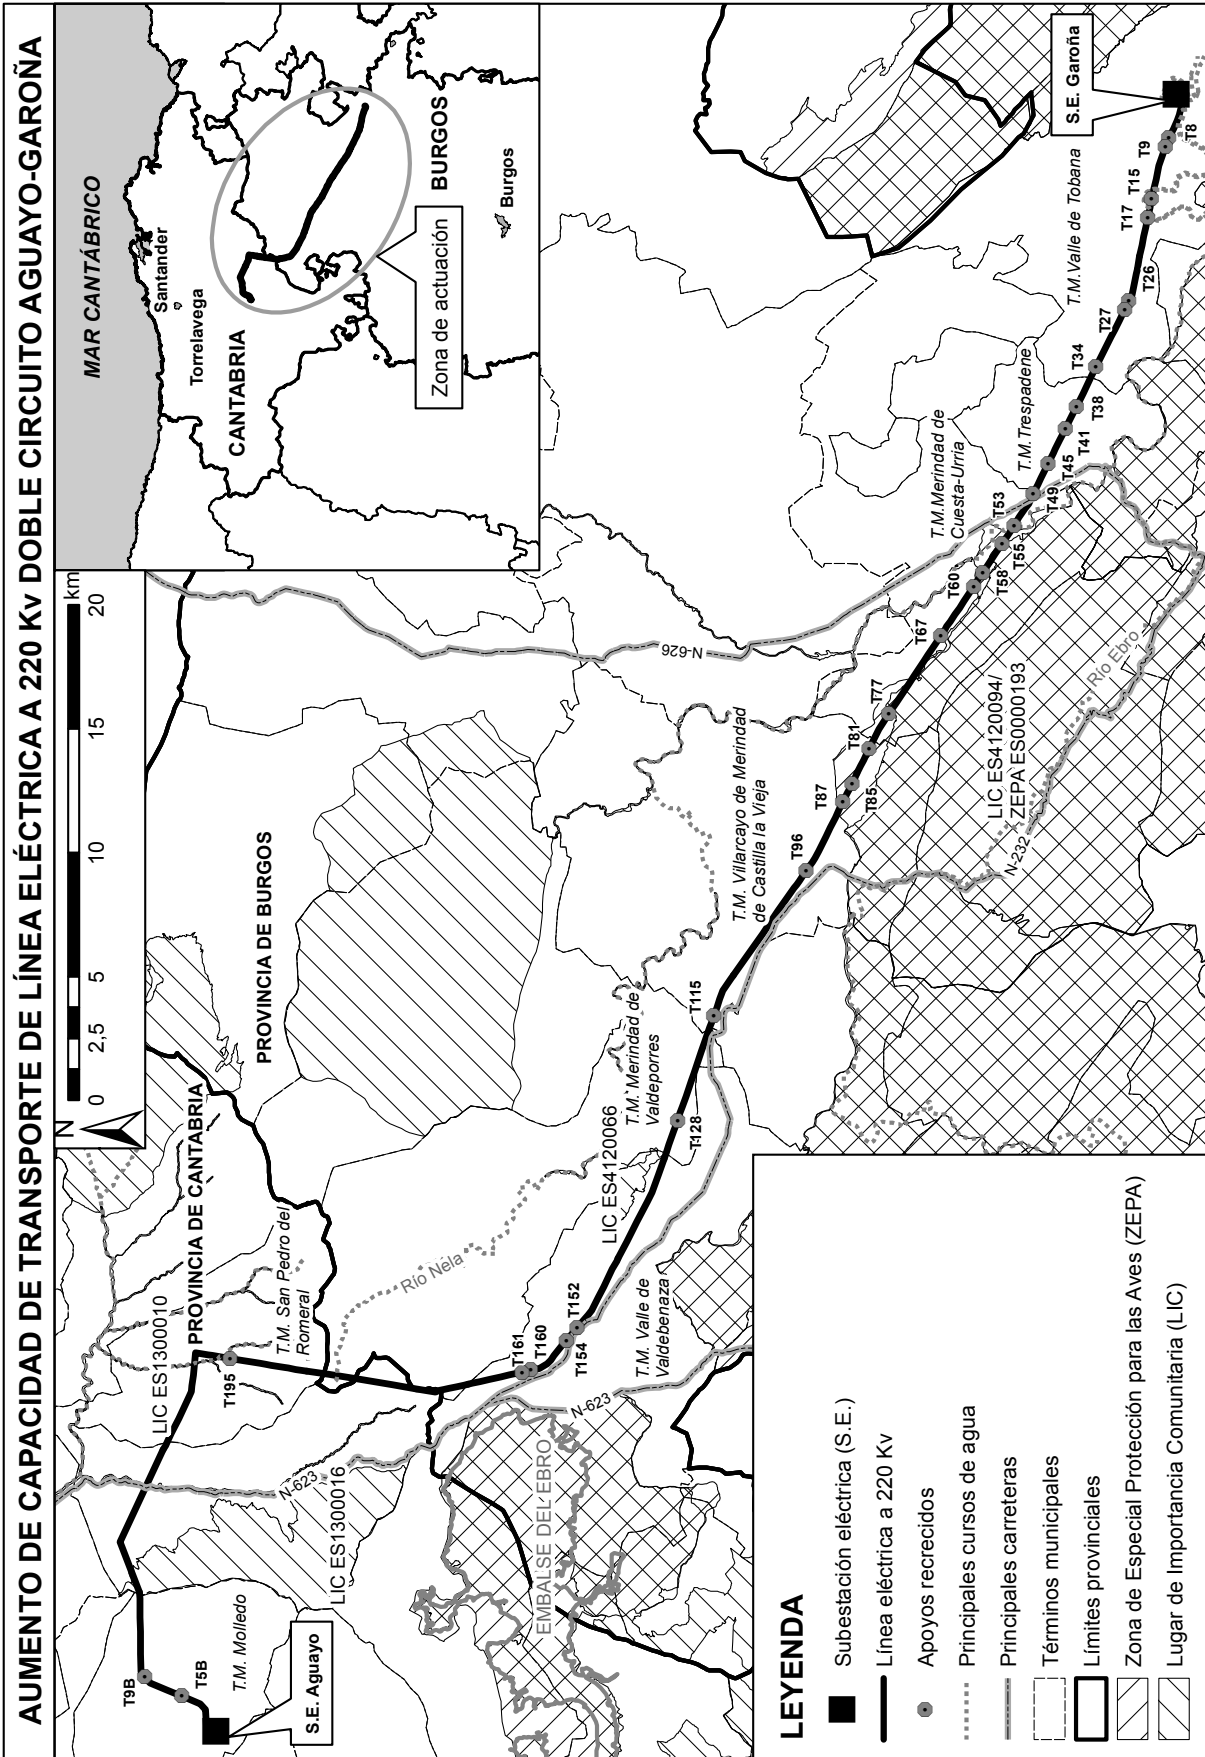 AUMENTO DE CAPACIDAD DE TRANSPORTE DE LÍNEA ELÉCTRICA A 220 Kv DOBLE CIRCUITO AGUAYO-GAROÑA
MAR CANTÁBRICO
Santander
Torrelavega
CANTABRIA
BURGOS
Burgos
Zona de actuación
N
0
2,5
5
10
15
20
km
PROVINCIA DE CANTABRIA
PROVINCIA DE BURGOS
LIC ES1300010
T.M. San Pedro del
Romeral
T195
T9B
T5B
T.M. Molledo
S.E. Aguayo
N-623
LIC ES1300016
EMBALSE DEL EBRO
N-623
Río Nela
T161
T160
T154
T152
T.M. Valle de
Valdebenaza
LIC ES4120066
T.M. Merindad de
Valdeporres
T128
T115
T.M. Villarcayo de Merindad
de Castilla la Vieja
T96
T87
T85
T81
T77
T67
N-626
N-232
LIC ES4120094/
ZEPA ES0000193
Río Ebro
T60
T58
T55
T53
T49
T45
T41
T38
T34
T27
T26
T17
T15
T9
T8
T.M.Merindad de
Cuesta-Urria
T.M.Trespadene
T.M.Valle de Tobana
S.E. Garoña
LEYENDA
Subestación eléctrica (S.E.)
Línea eléctrica a 220 Kv
Apoyos recrecidos
Principales cursos de agua
Principales carreteras
Términos municipales
Límites provinciales
Zona de Especial Protección para las Aves (ZEPA)
Lugar de Importancia Comunitaria (LIC)